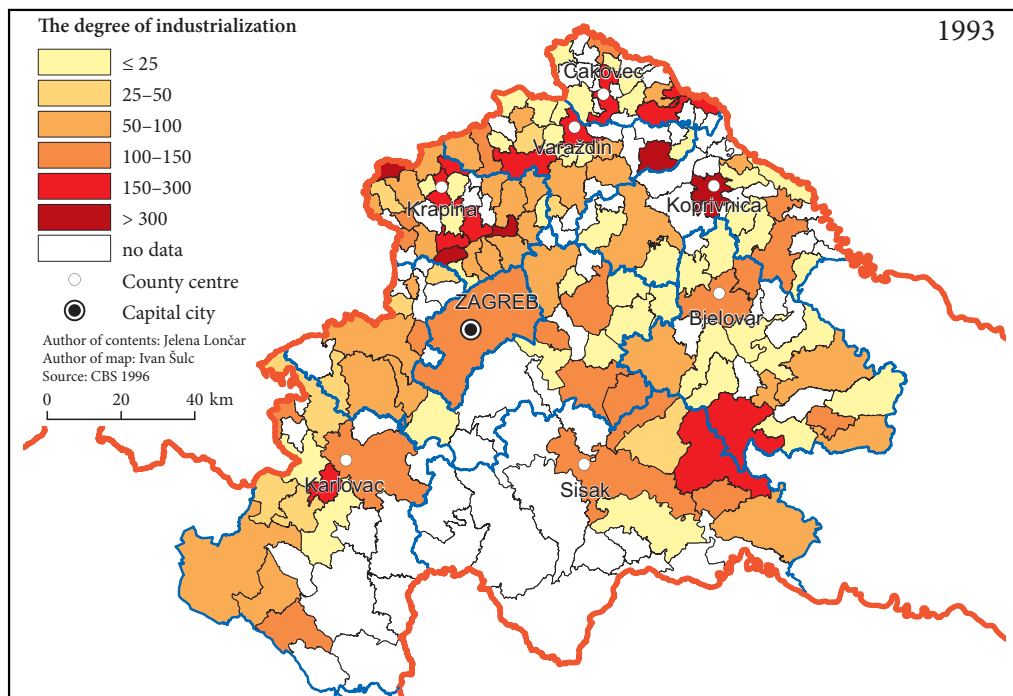 The degree of industrialization
1993
≤ 25
25–50
50–100
100–150
150–300
> 300
no data
County centre
Capital city
Author of contents: Jelena Lončar
Author of map: Ivan Šulc
Source: CBS 1996
0 20 40 km
Čakovec
Varaždin
Krapina
Koprivnica
ZAGREB
Bjelovar
Karlovac
Sisak